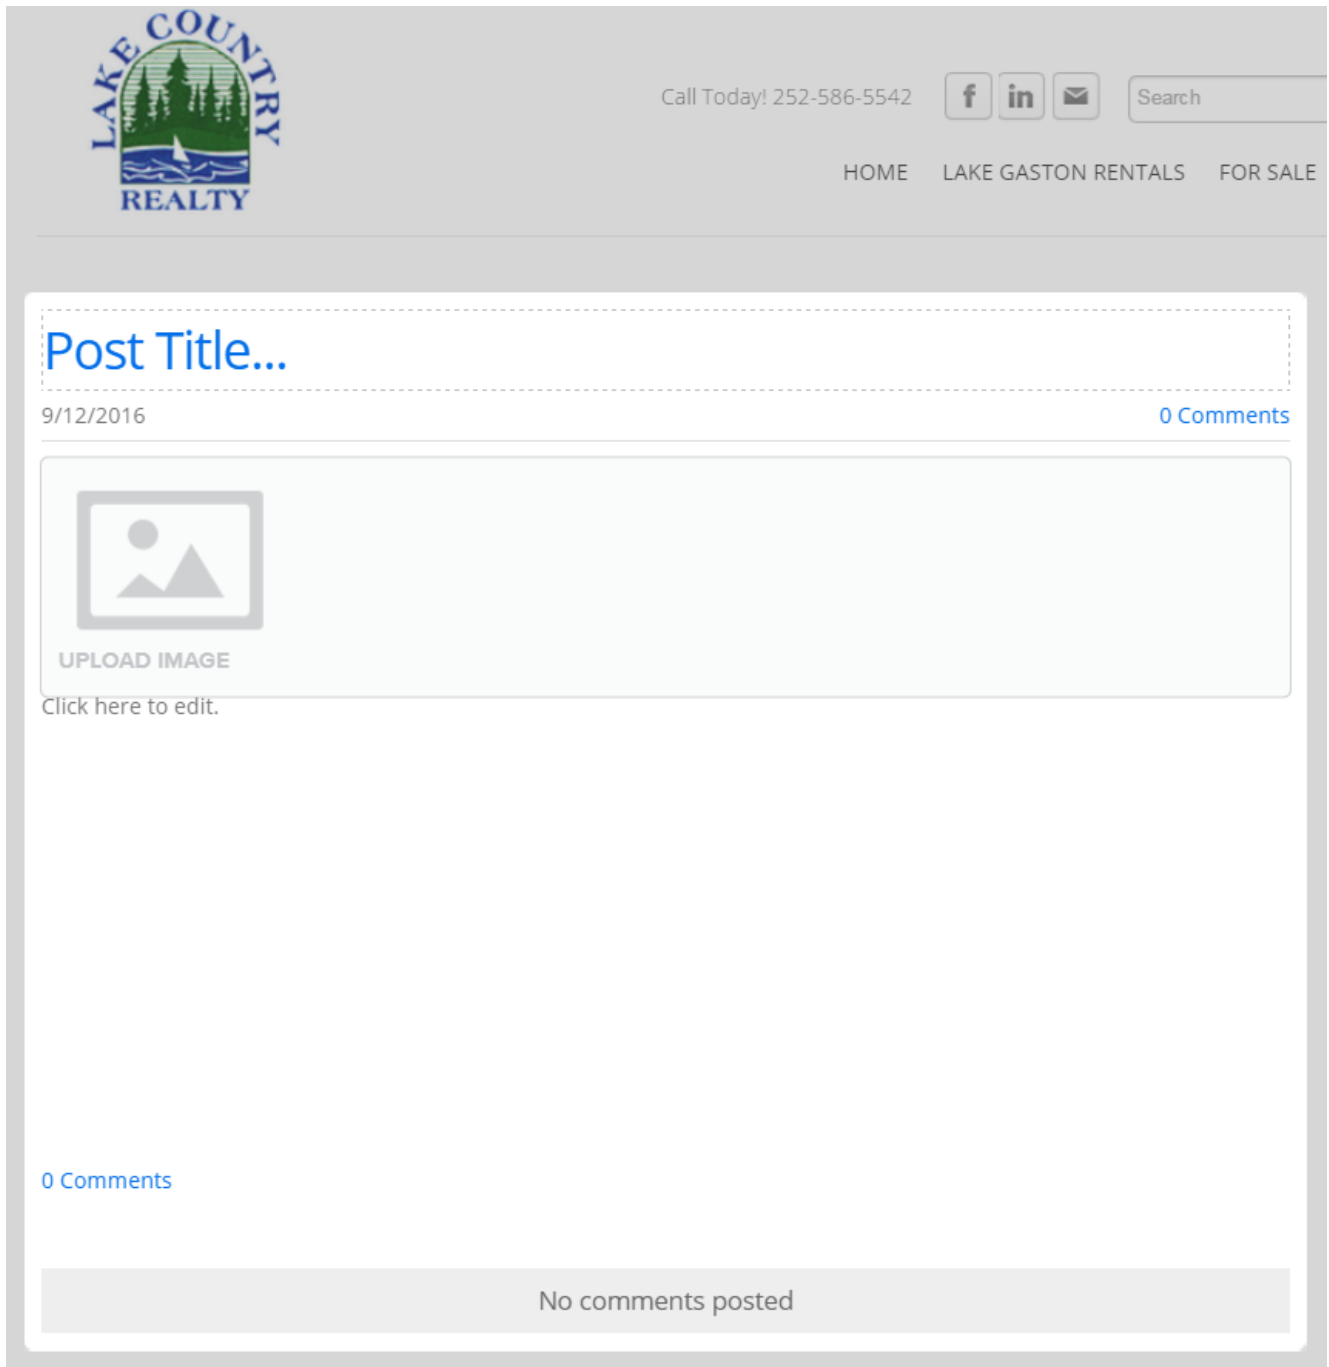 LAKE COUNTRY
REALTY
Call Today! 252-586-5542
f in
Search
HOME LAKE GASTON RENTALS FOR SALE
Post Title...
9/12/2016 0 Comments
UPLOAD IMAGE
Click here to edit.
0 Comments
No comments posted